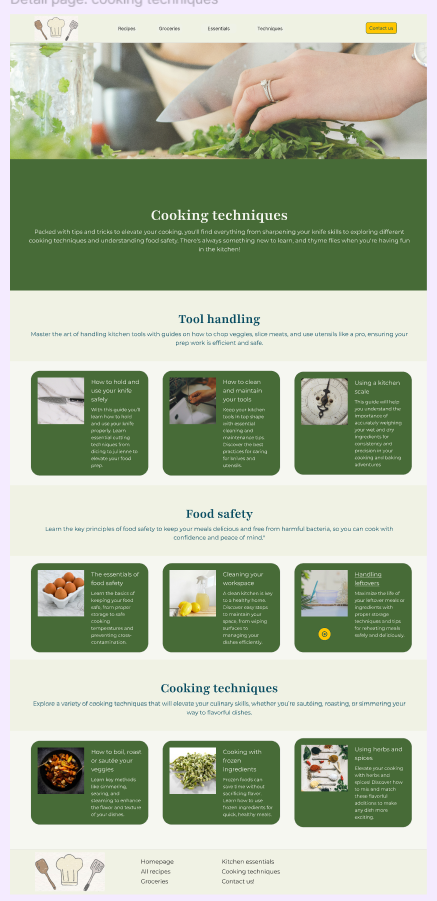 Detail page: cooking techniques
Recipes
Groceries
Essentials
Techniques
Contact us
Cooking techniques
Packed with tips and tricks to elevate your cooking, you'll find everything from sharpening your knife skills to exploring different
cooking techniques and understanding food safety. There's always something new to learn, and thyme flies when you're having fun
in the kitchen!
Tool handling
Master the art of handling kitchen tools with guides on how to chop veggies, slice meats, and use utensils like a pro, ensuring your
prep work is efficient and safe.
How to hold and
use your knife
safely
With this guide you'll
learn how to hold
and use your knife
properly. Learn
essential cutting
techniques from
dicing to julienne to
elevate your food
prep.
How to clean
and maintain
your tools
Keep your kitchen
tools in top shape
with essential
cleaning and
maintenance tips.
Discover the best
practices for caring
for knives and
utensils.
Using a kitchen
scale
This guide will help
you understand the
importance of
accurately weighing
your wet and dry
ingredients for
consistency and
precision in your
cooking and baking
adventures
Food safety
Learn the key principles of food safety to keep your meals delicious and free from harmful bacteria, so you can cook with
confidence and peace of mind."
The essentials of
food safety
Learn the basics of
keeping your food
safe, from proper
storage to safe
cooking
temperatures and
preventing cross-
contamination.
Cleaning your
workspace
A clean kitchen is key
to a healthy home.
Discover easy steps
to maintain your
space, from wiping
surfaces to
managing your
dishes efficiently.
Handling
leftovers
Maximize the life of
your leftover meals or
ingredients with
proper storage
techniques and tips
for reheating meals
safely and deliciously.
Cooking techniques
Explore a variety of cooking techniques that will elevate your culinary skills, whether you're sautéing, roasting, or simmering your
way to flavorful dishes.
How to boil, roast
or sautée your
veggies
Learn key methods
like simmering,
searing, and
steaming to enhance
the flavor and texture
of your dishes.
Cooking with
frozen
ingredients
Frozen foods can
save time without
sacrificing flavor.
Learn how to use
frozen ingredients for
quick, healthy meals.
Using herbs and
spices
Elevate your cooking
with herbs and
spices. Discover how
to mix and match
these flavorful
additions to make
any dish more
exciting.
Homepage
All recipes
Groceries
Kitchen essentials
Cooking techniques
Contact us!